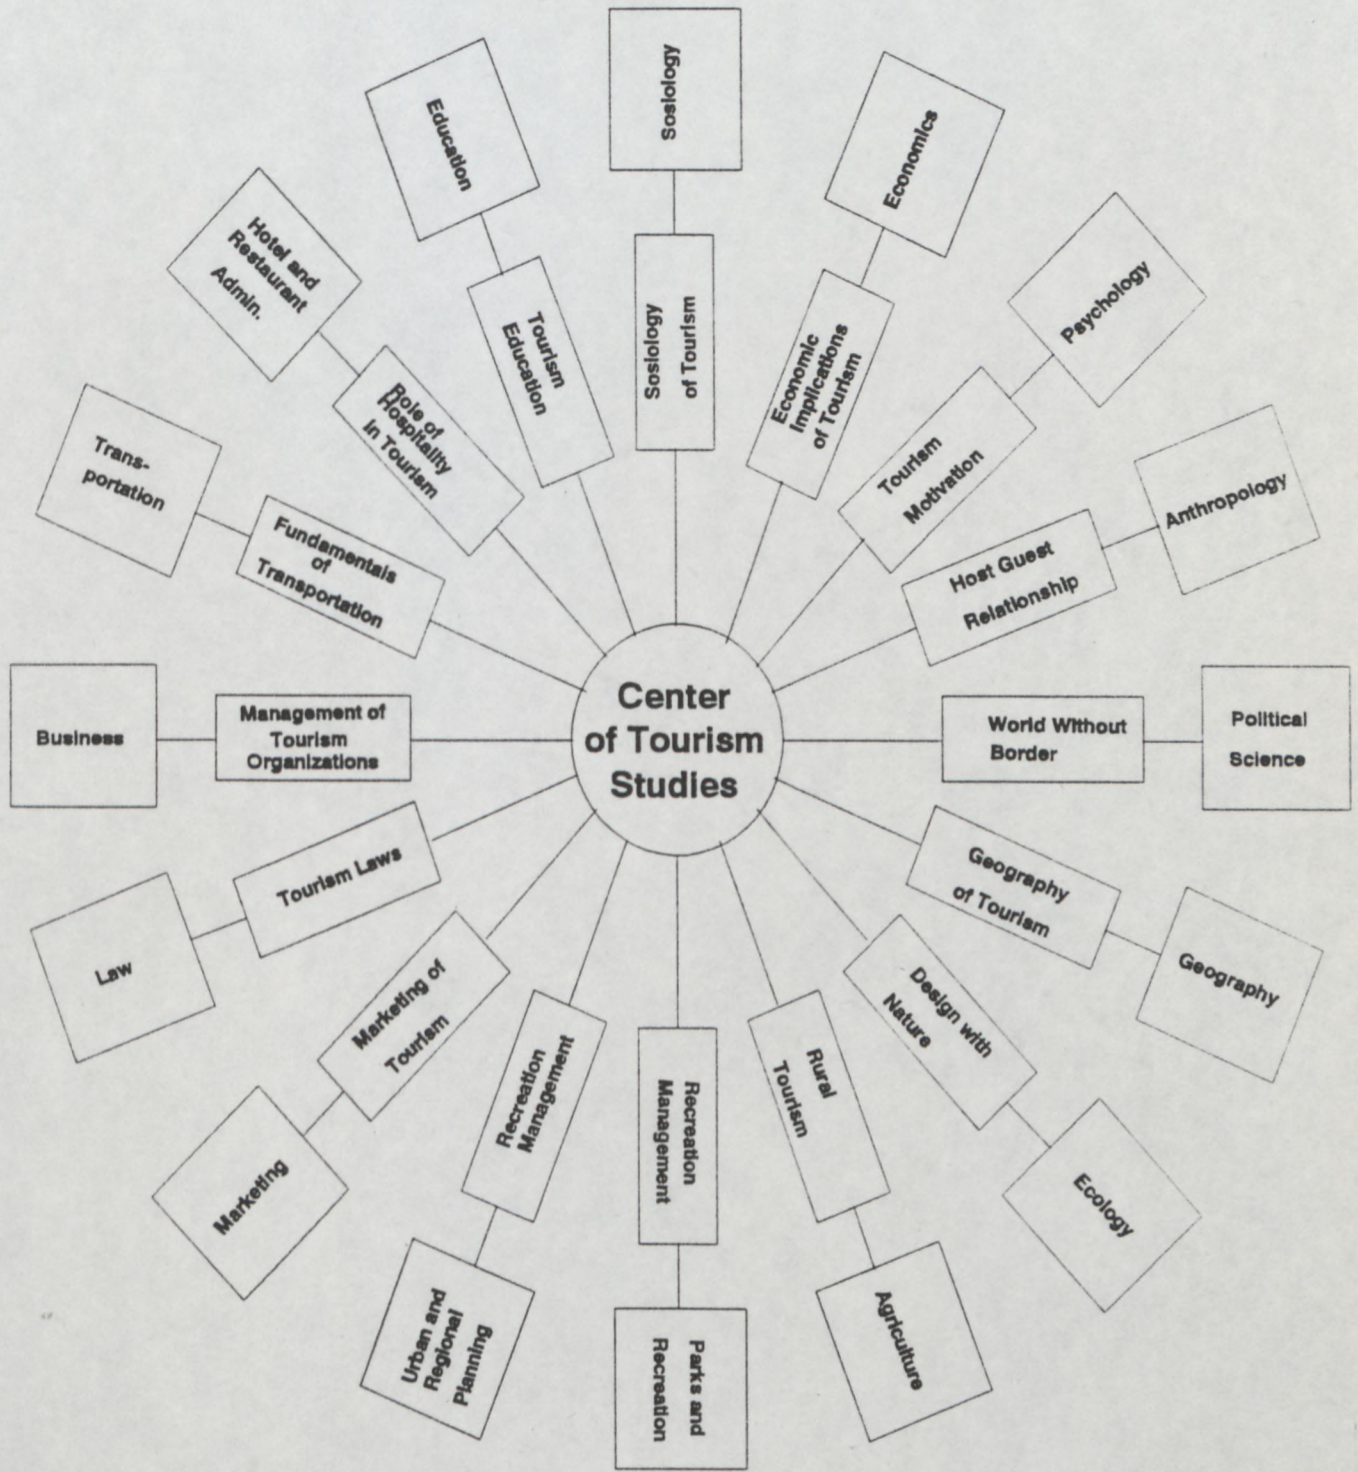 Center
of Tourism
Studies
Sosiology
Sosiology
of Tourism
Economics
Economic
Implications
of Tourism
Psychology
Tourism
Motivation
Anthropology
Host Guest
Relationship
Political
Science
World Without
Border
Geography
Geography
of Tourism
Ecology
Design with
Nature
Agriculture
Rural
Tourism
Parks and
Recreation
Recreation
Management
Urban and
Regional
Planning
Recreation
Management
Marketing
Marketing of
Tourism
Law
Tourism Laws
Business
Management of
Tourism
Organizations
Trans-
portation
Fundamentals
of
Transportation
Hotel and
Restaurant
Admin.
Role of
Hospitality
in Tourism
Education
Tourism
Education